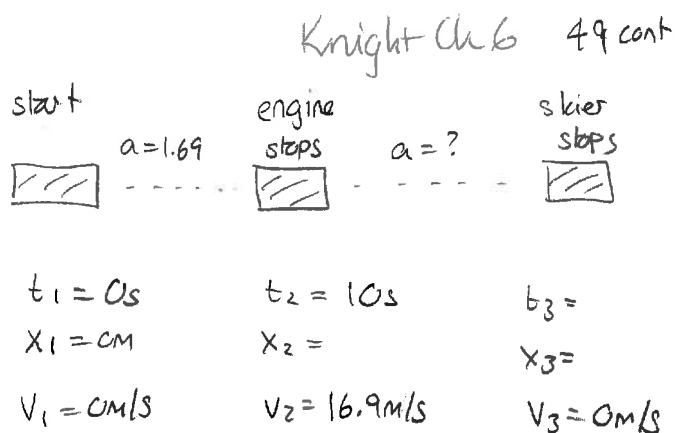 Knight Ch 6 49 cont
start engine stops skier stops
a=1.69 a=?
t1=0s t2=10s t3=
x1=0M x2= x3=
V1=0M/S V2=16.9m/s V3=0M/s